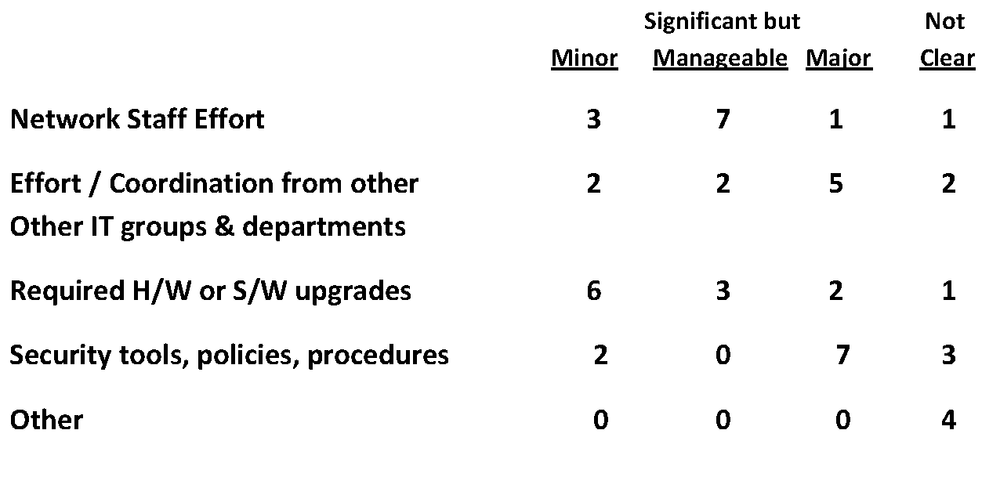 Significant but Not
Minor Manageable Major Clear
Network Staff Effort 3 7 1 1
Effort / Coordination from other 2 2 5 2
Other IT groups & departments
Required H/W or S/W upgrades 6 3 2 1
Security tools, policies, procedures 2 0 7 3
Other 0 0 0 4